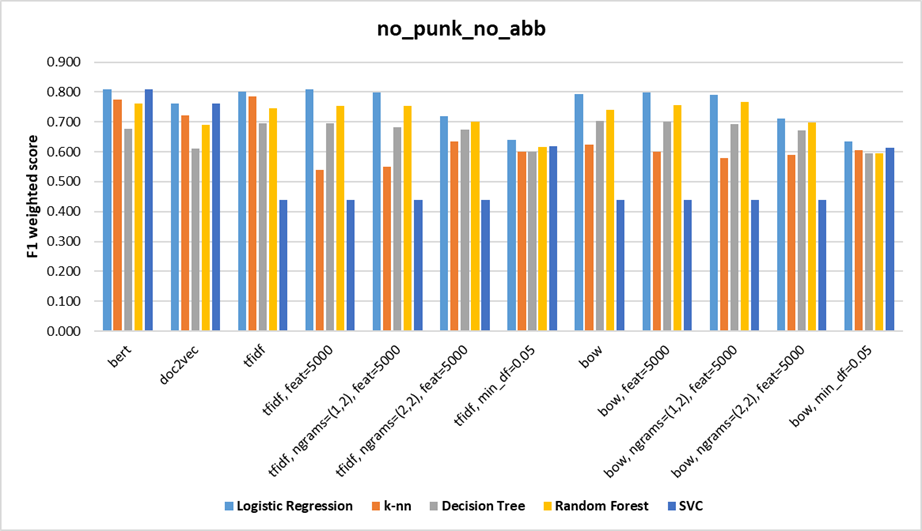 no_punk_no_abb
F1 weighted score
0.900
0.800
0.700
0.600
0.500
0.400
0.300
0.200
0.100
0.000
bert
doc2vec
tfidf
tfidf, feat=5000
tfidf, ngrams=(1,2), feat=5000
tfidf, ngrams=(2,2), feat=5000
tfidf, min_df=0.05
bow
bow, feat=5000
bow, ngrams=(1,2), feat=5000
bow, ngrams=(2,2), feat=5000
bow, min_df=0.05
Logistic Regression k-nn Decision Tree Random Forest SVC